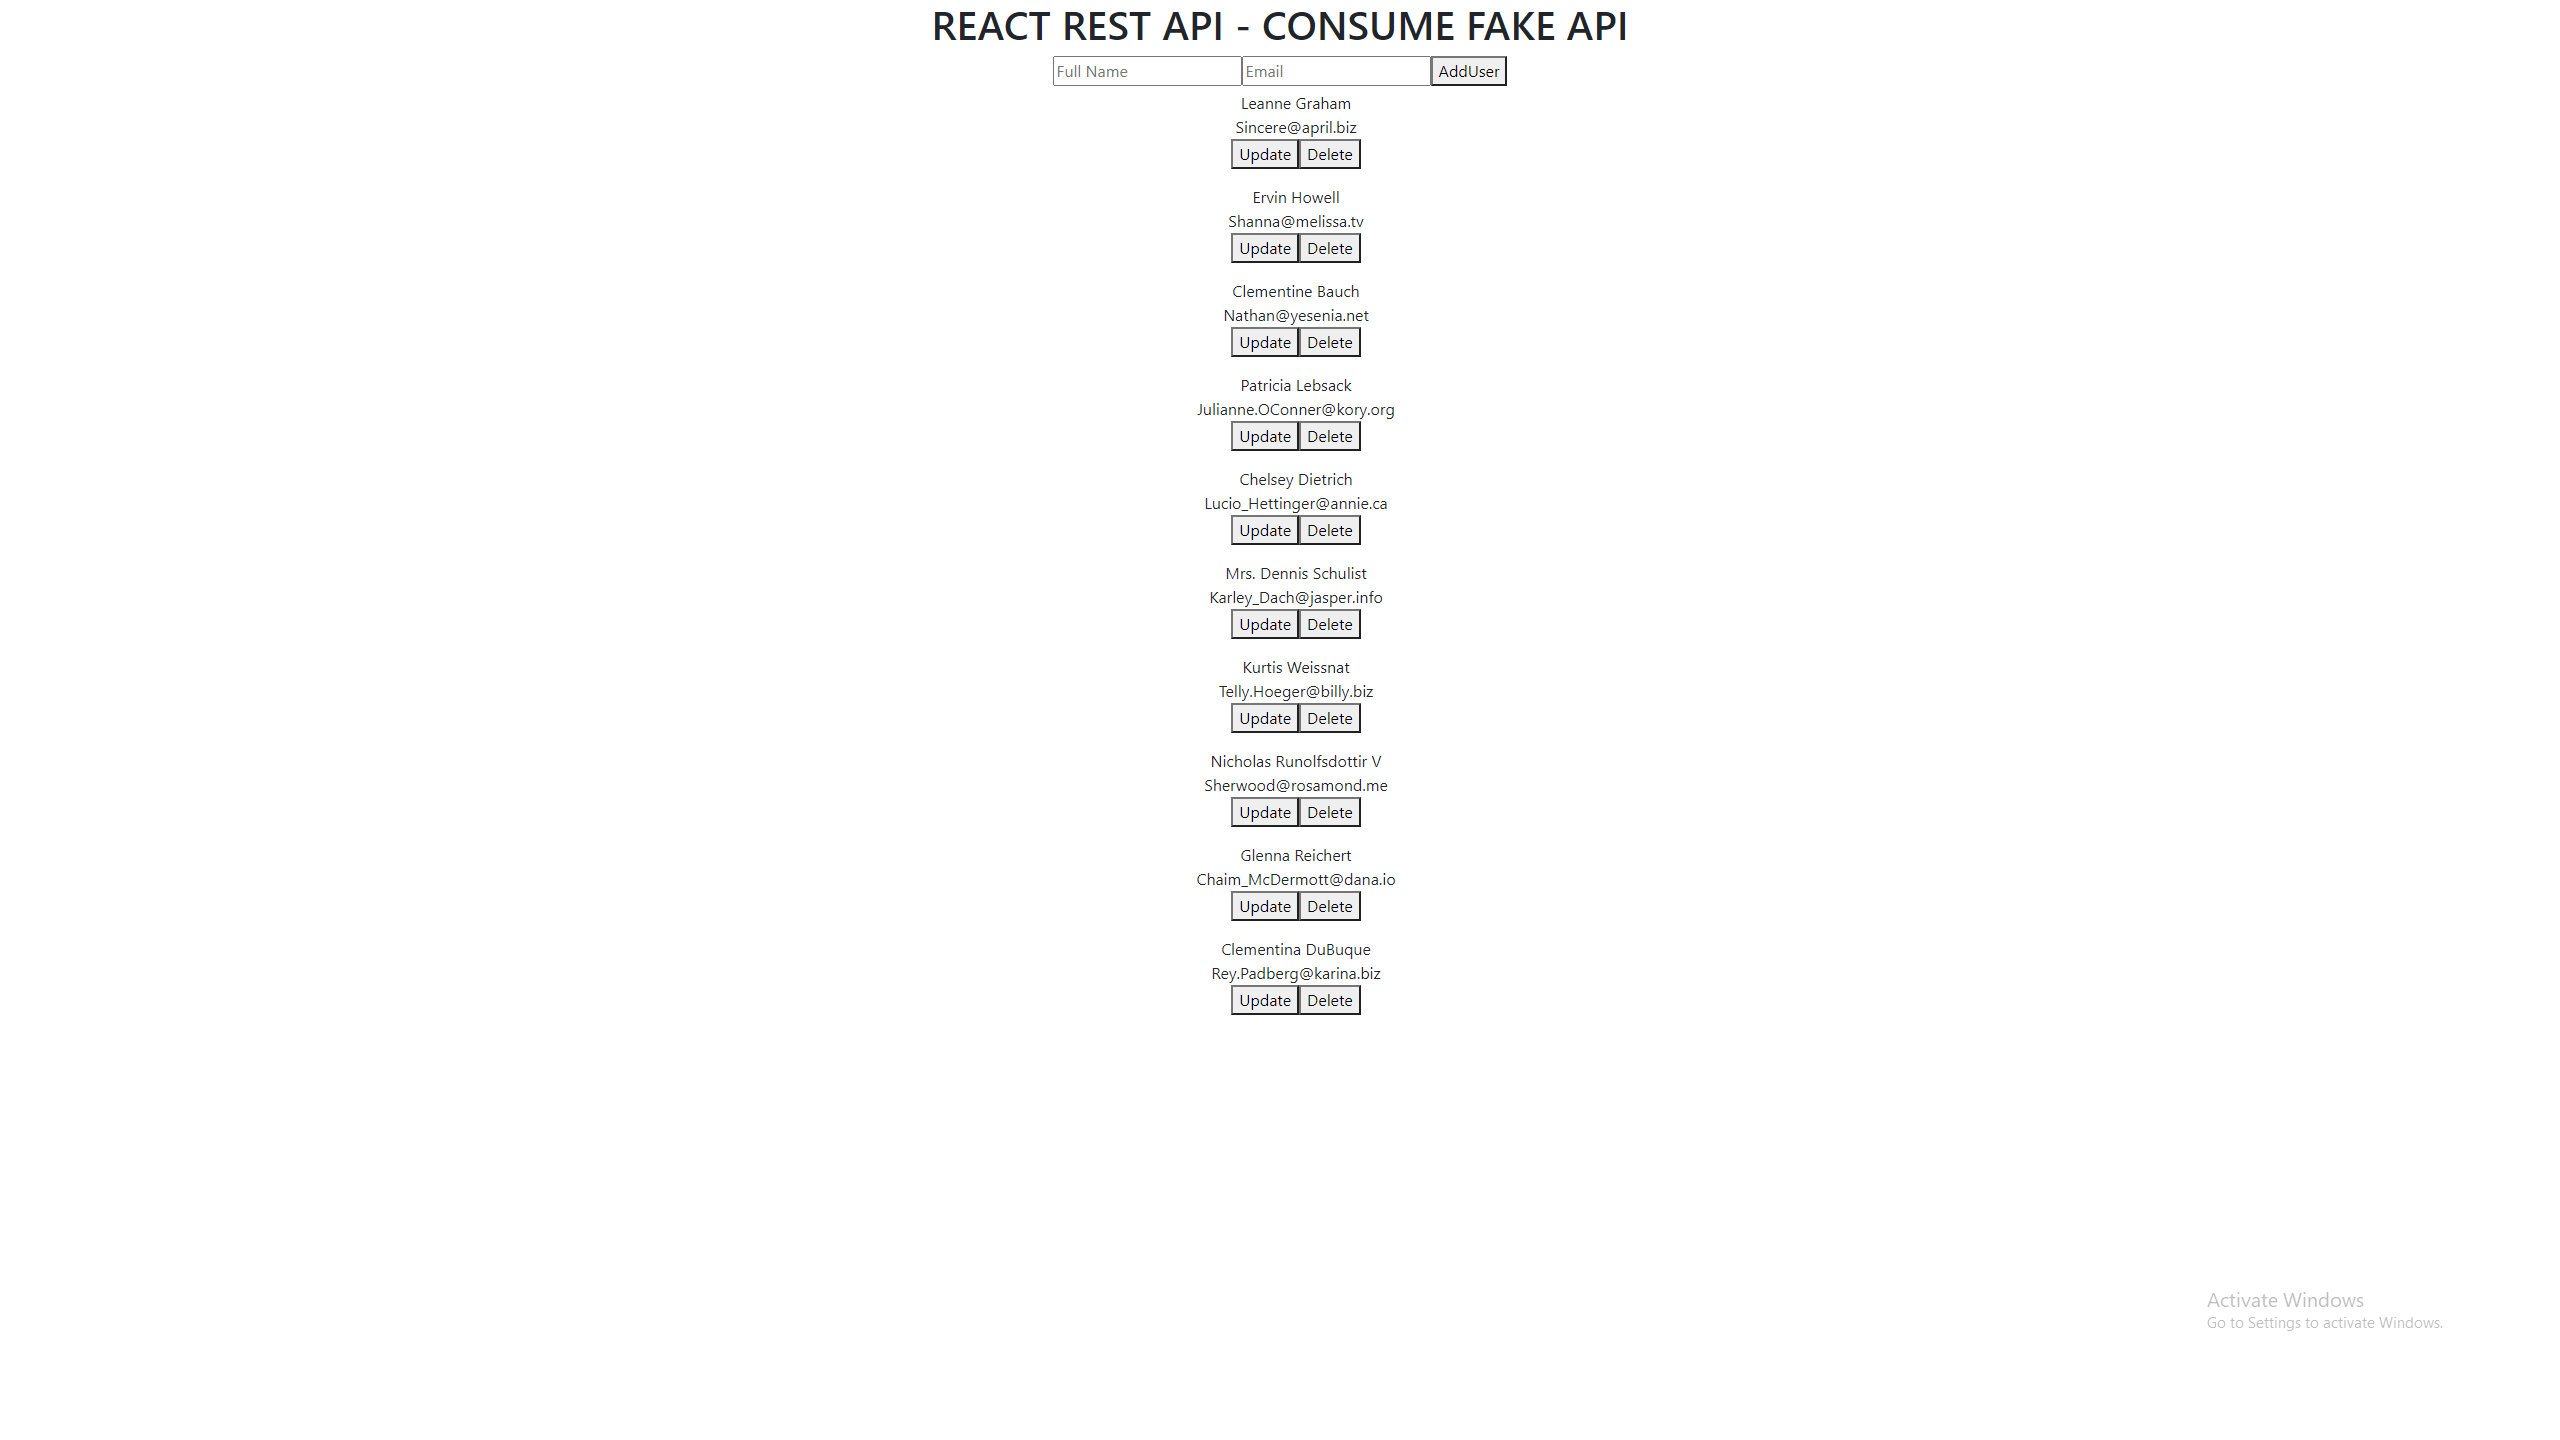 REACT REST API - CONSUME FAKE API
Full Name Email AddUser
Leanne Graham
Sincere@april.biz
Update Delete
Ervin Howell
Shanna@melissa.tv
Update Delete
Clementine Bauch
Nathan@yesenia.net
Update Delete
Patricia Lebsack
Julianne.OConner@kory.org
Update Delete
Chelsey Dietrich
Lucio_Hettinger@annie.ca
Update Delete
Mrs. Dennis Schulist
Karley_Dach@jasper.info
Update Delete
Kurtis Weissnat
Telly.Hoeger@billy.biz
Update Delete
Nicholas Runolfsdottir V
Sherwood@rosamond.me
Update Delete
Glenna Reichert
Chaim_McDermott@dana.io
Update Delete
Clementina DuBuque
Rey.Padberg@karina.biz
Update Delete
Activate Windows
Go to Settings to activate Windows.